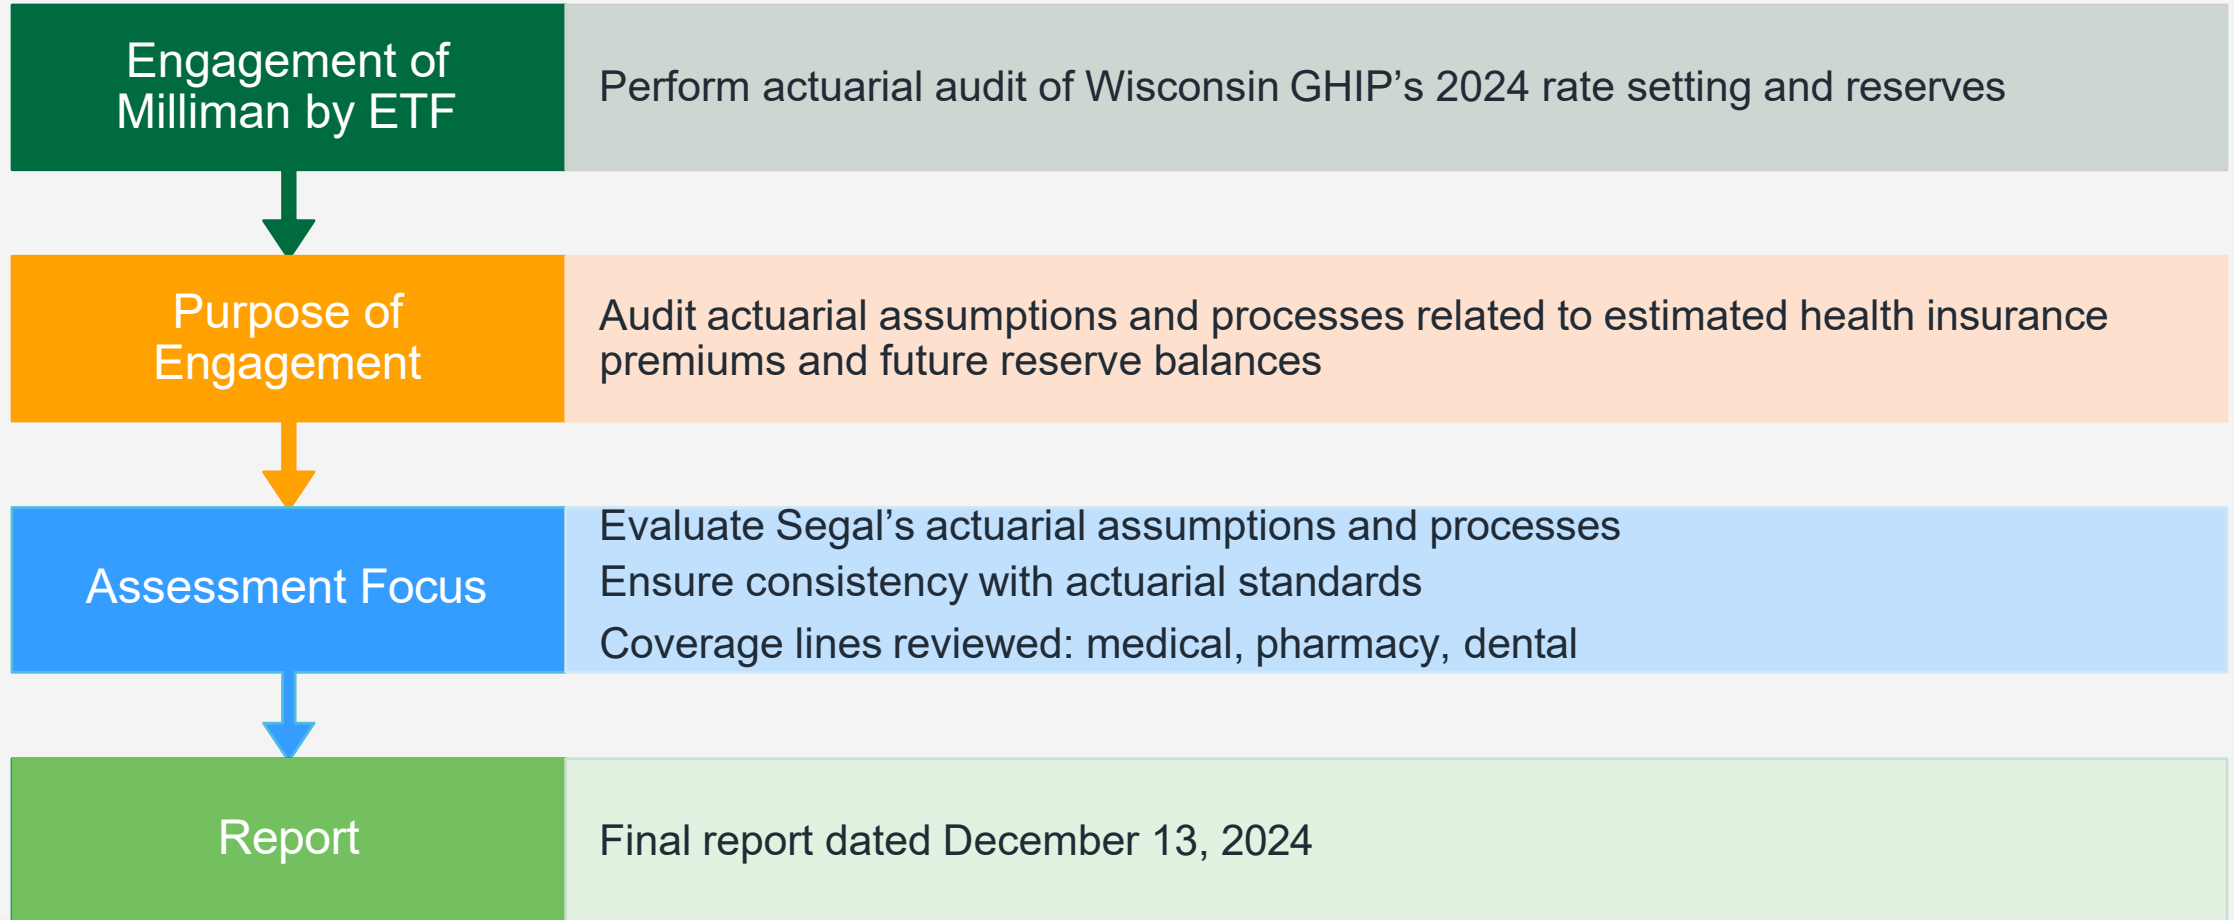 Engagement of
Milliman by ETF
Perform actuarial audit of Wisconsin GHIP’s 2024 rate setting and reserves
Purpose of
Engagement
Audit actuarial assumptions and processes related to estimated health insurance
premiums and future reserve balances
Assessment Focus
Evaluate Segal’s actuarial assumptions and processes
Ensure consistency with actuarial standards
Coverage lines reviewed: medical, pharmacy, dental
Report
Final report dated December 13, 2024